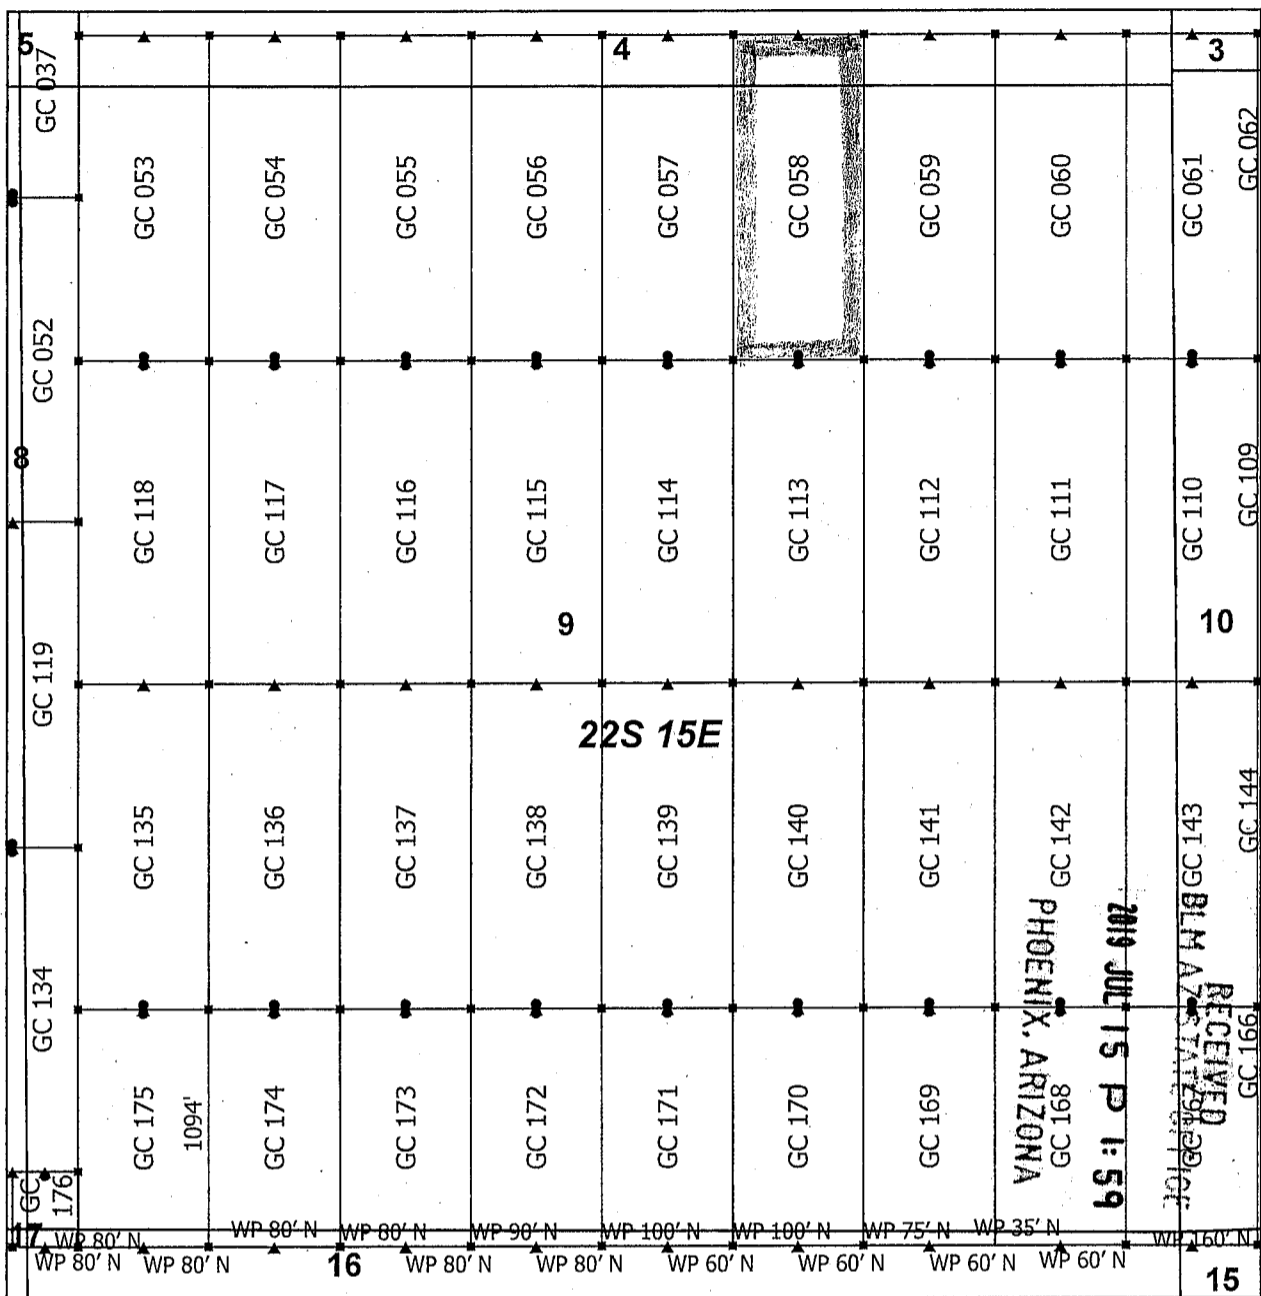 5
4
3
GC 037
GC 053
GC 054
GC 055
GC 056
GC 057
GC 058
GC 059
GC 060
GC 061
GC 062
GC 052
8
GC 118
GC 117
GC 116
GC 115
GC 114
GC 113
GC 112
GC 111
GC 110
GC 109
9
10
GC 119
22S 15E
GC 135
GC 136
GC 137
GC 138
GC 139
GC 140
GC 141
GC 142
GC 143
GC 144
GC 134
RECEIVED
BLM AZ STATE OFFICE
2019 JUL 15 P 1:59
PHOENIX, ARIZONA
GC 175
1094'
GC 174
GC 173
GC 172
GC 171
GC 170
GC 169
GC 168
GC 166
GC
176
17
WP 80' N
WP 80' N
WP 80' N
WP 90' N
WP 100' N
WP 100' N
WP 75' N
WP 35' N
WP 160' N
WP 80' N
WP 80' N
16
WP 80' N
WP 80' N
WP 60' N
WP 60' N
WP 60' N
WP 60' N
15